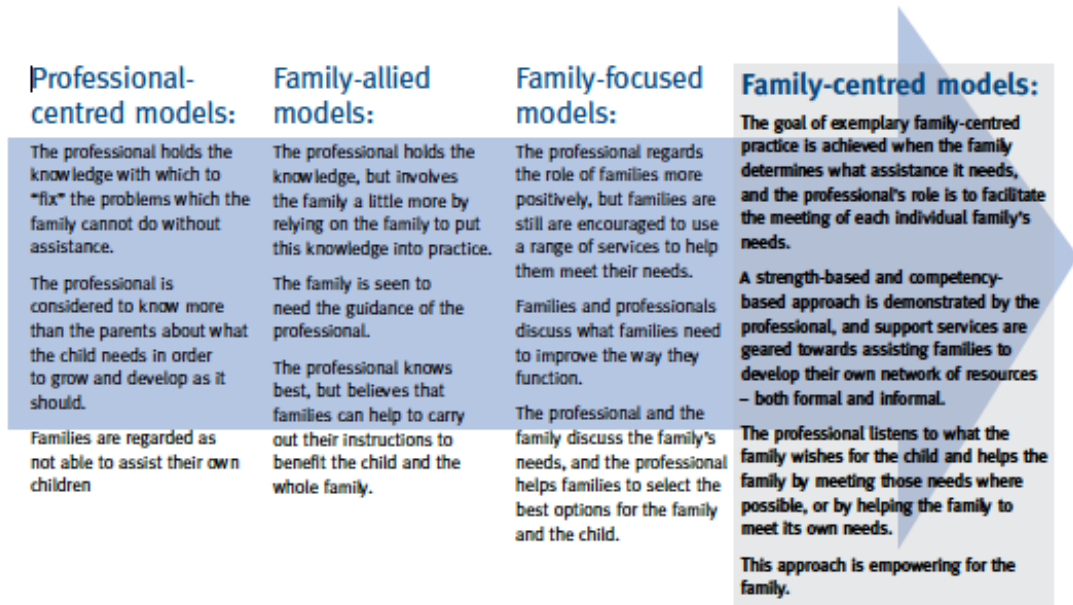 Professional-
centred models:
The professional holds the
knowledge with which to
“fix” the problems which the
family cannot do without
assistance.
The professional is
considered to know more
than the parents about what
the child needs in order
to grow and develop as it
should.
Families are regarded as
not able to assist their own
children
Family-allied
models:
The professional holds the
knowledge, but involves
the family a little more by
relying on the family to put
this knowledge into practice.
The family is seen to
need the guidance of the
professional.
The professional knows
best, but believes that
families can help to carry
out their instructions to
benefit the child and the
whole family.
Family-focused
models:
The professional regards
the role of families more
positively, but families are
still are encouraged to use
a range of services to help
them meet their needs.
Families and professionals
discuss what families need
to improve the way they
function.
The professional and the
family discuss the family’s
needs, and the professional
helps families to select the
best options for the family
and the child.
Family-centred models:
The goal of exemplary family-centred
practice is achieved when the family
determines what assistance it needs,
and the professional’s role is to facilitate
the meeting of each individual family’s
needs.
A strength-based and competency-
based approach is demonstrated by the
professional, and support services are
geared towards assisting families to
develop their own network of resources
– both formal and informal.
The professional listens to what the
family wishes for the child and helps the
family by meeting those needs where
possible, or by helping the family to
meet its own needs.
This approach is empowering for the
family.